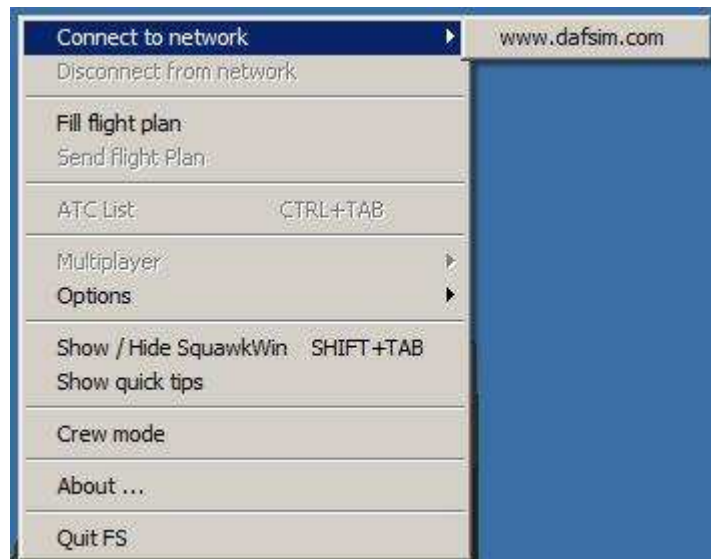 Connect to network
www.dafsim.com
Disconnect from network
Fill flight plan
Send flight Plan
ATC List CTRL+TAB
Multiplayer
Options
Show / Hide SquawkWin SHIFT+TAB
Show quick tips
Crew mode
About ...
Quit FS